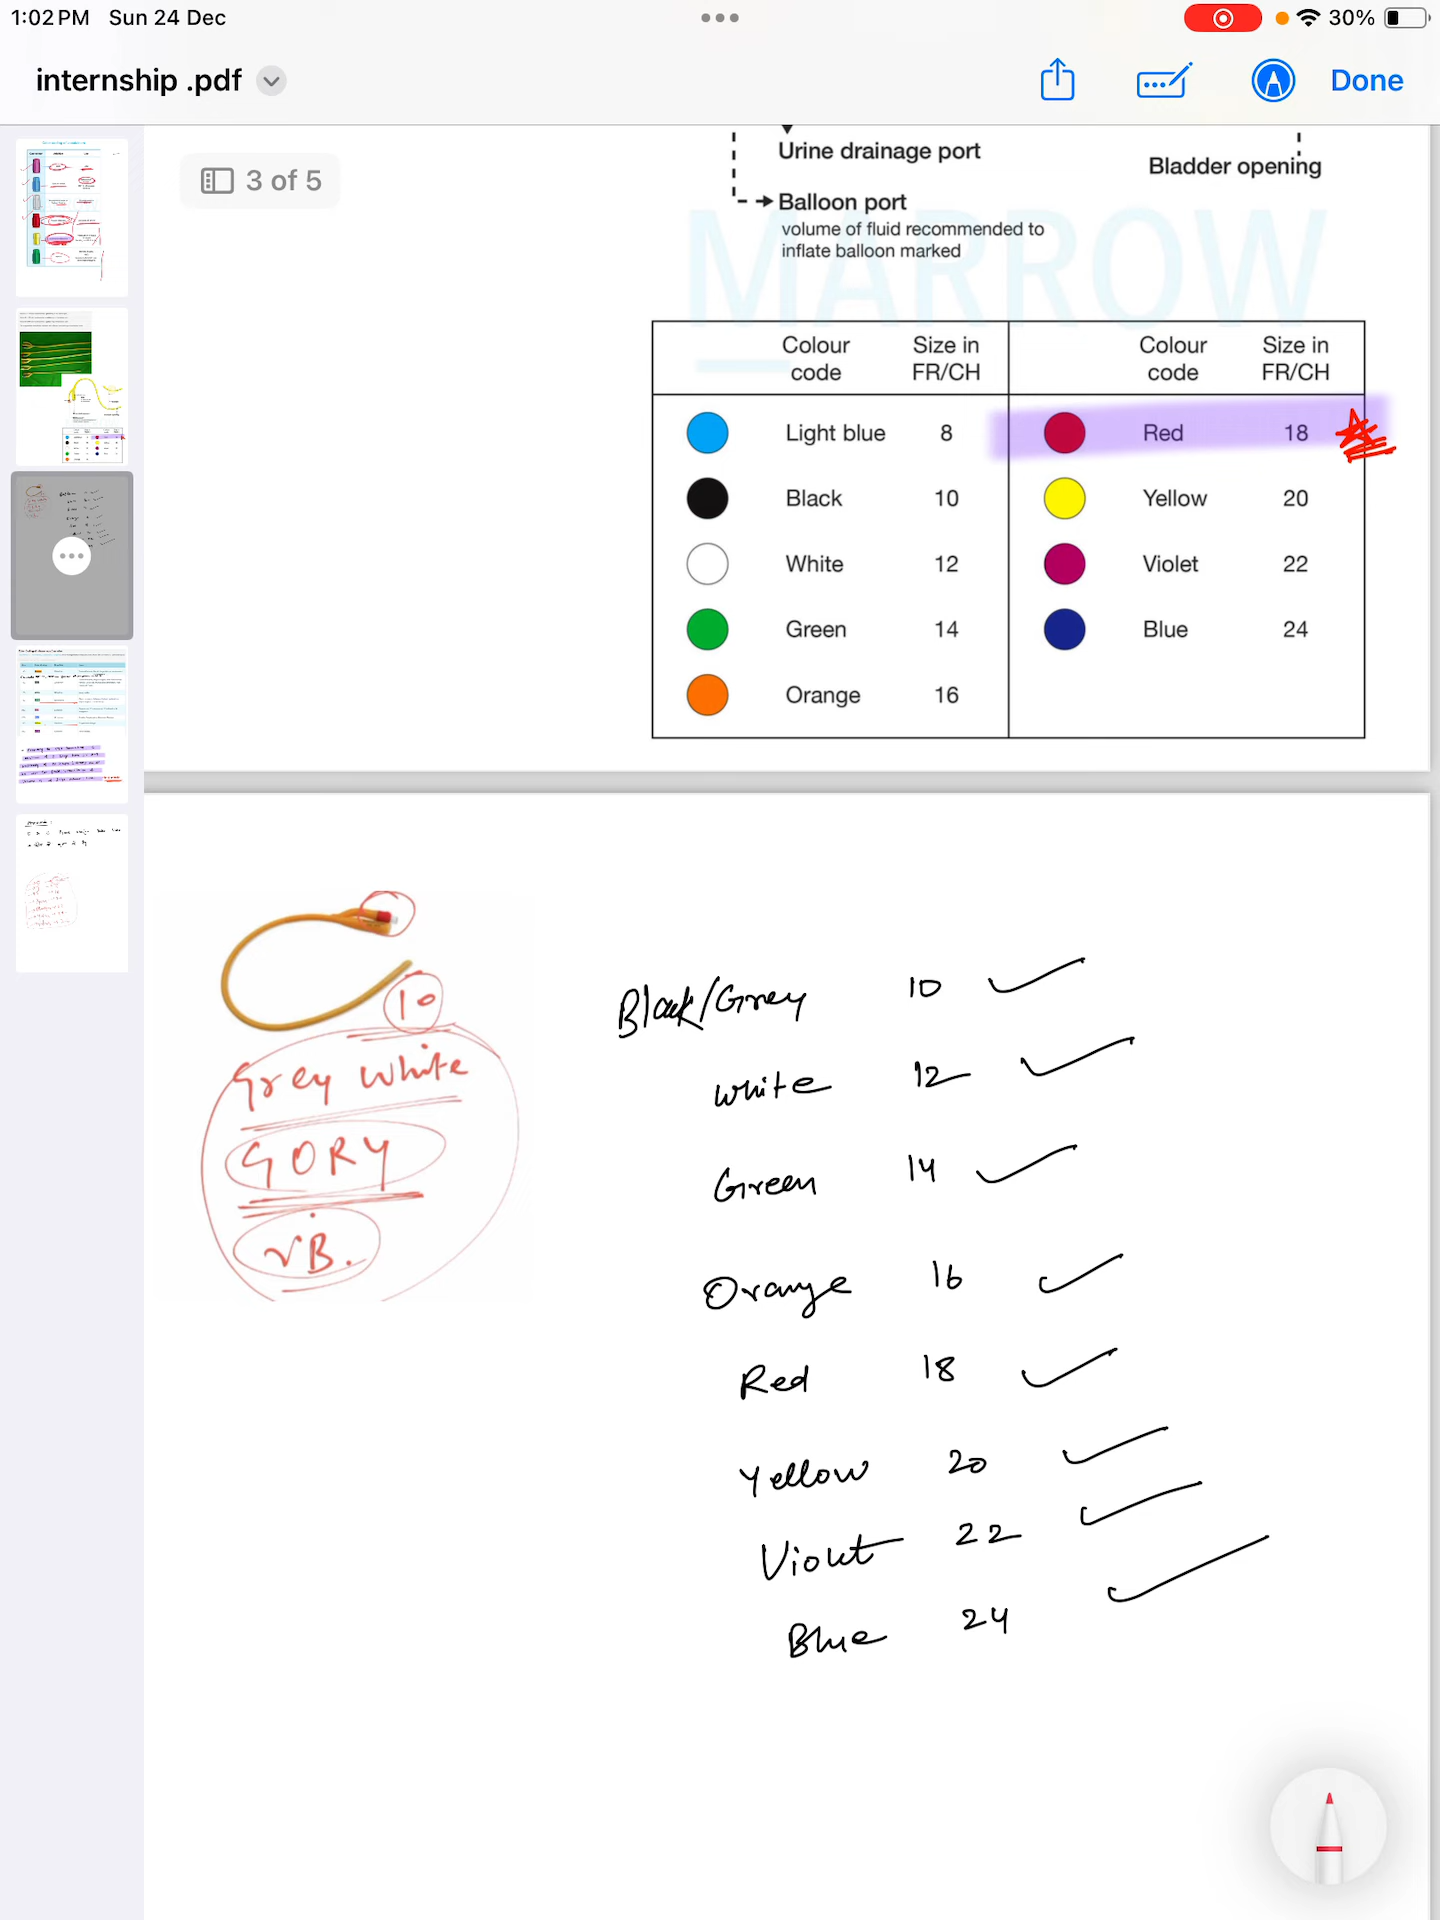 1:02 PM Sun 24 Dec
30%
internship .pdf
Done
3 of 5
Urine drainage port
Bladder opening
Balloon port
volume of fluid recommended to
inflate balloon marked
MARROW
Colour code Size in FR/CH Colour code Size in FR/CH
Light blue 8 Red 18
Black 10 Yellow 20
White 12 Violet 22
Green 14 Blue 24
Orange 16
10
Grey White
GORY
VB.
Black/Grey 10
White 12
Green 14
Orange 16
Red 18
Yellow 20
Violet 22
Blue 24